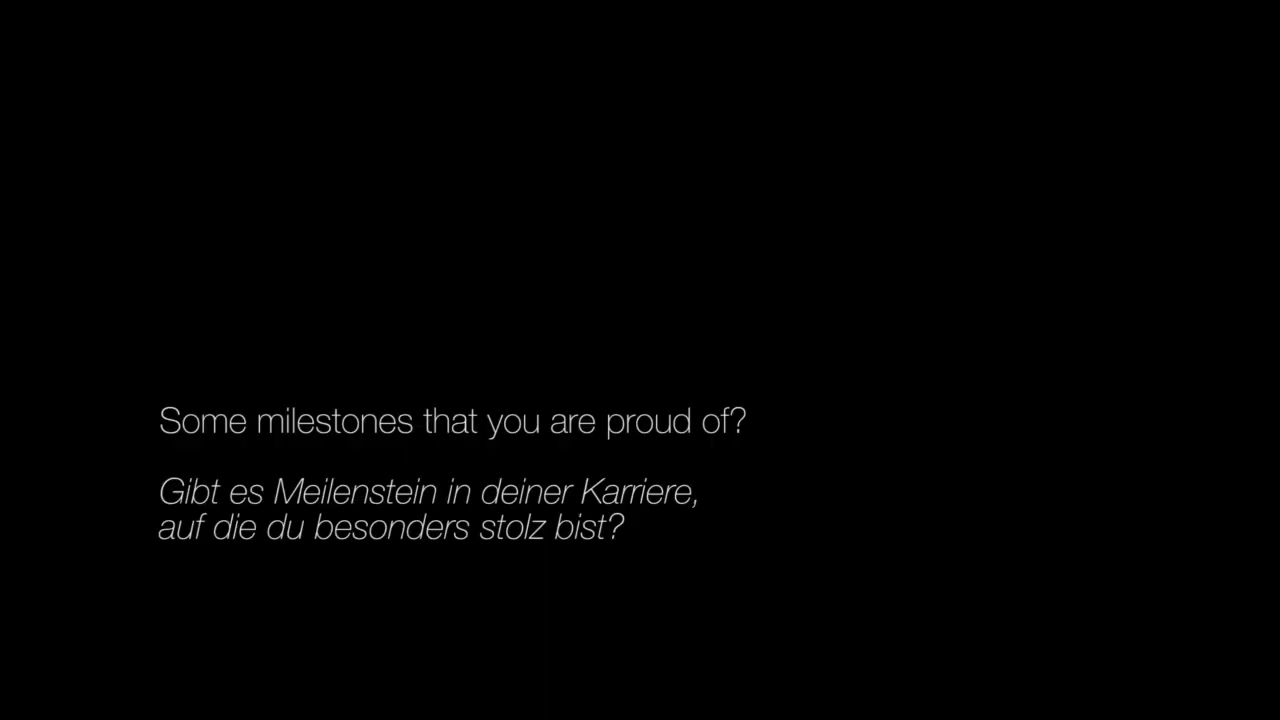 Some milestones that you are proud of?
Gibt es Meilenstein in deiner Karriere,
auf die du besonders stolz bist?